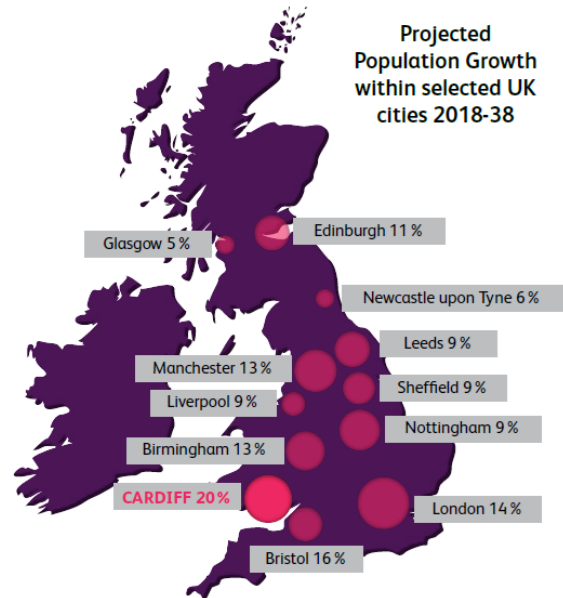 Projected
Population Growth
within selected UK
cities 2018-38
Edinburgh 11 %
Glasgow 5 %
Newcastle upon Tyne 6 %
Leeds 9 %
Manchester 13 %
Sheffield 9 %
Liverpool 9 %
Nottingham 9 %
Birmingham 13 %
CARDIFF 20 %
London 14 %
Bristol 16 %